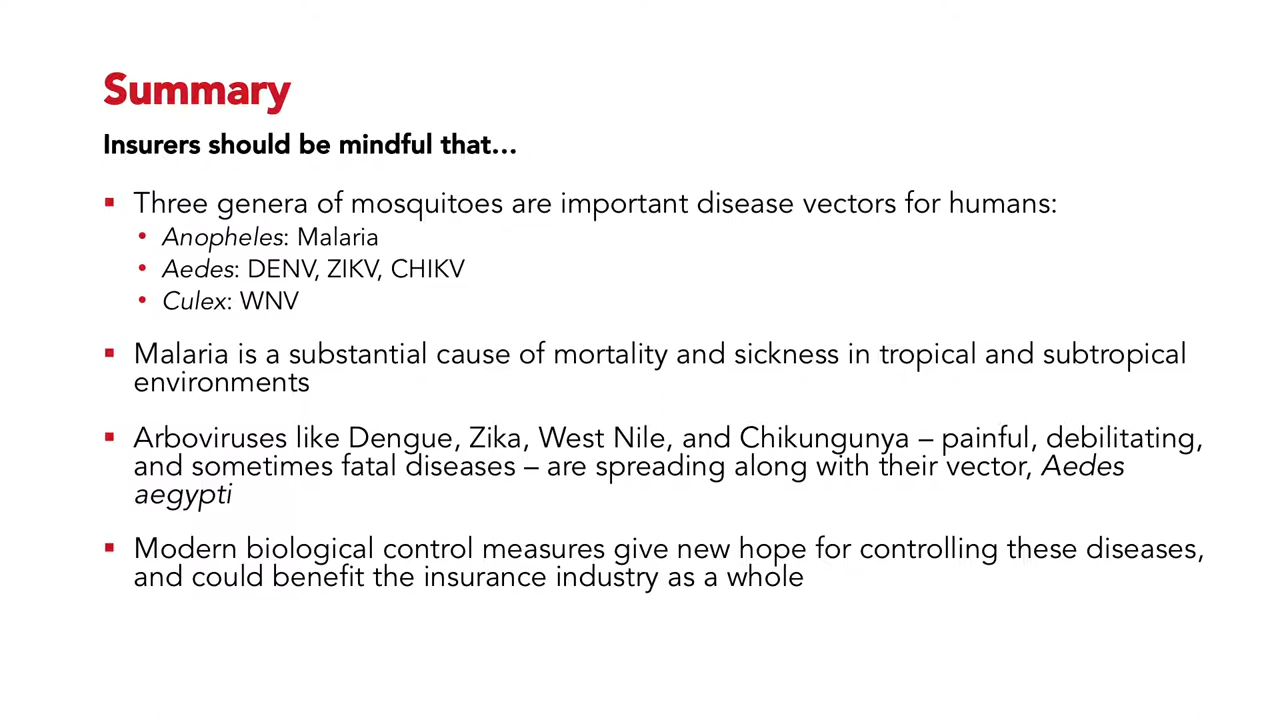 Summary
Insurers should be mindful that...
▪ Three genera of mosquitoes are important disease vectors for humans:
• Anopheles: Malaria
• Aedes: DENV, ZIKV, CHIKV
• Culex: WNV
▪ Malaria is a substantial cause of mortality and sickness in tropical and subtropical
environments
▪ Arboviruses like Dengue, Zika, West Nile, and Chikungunya – painful, debilitating,
and sometimes fatal diseases – are spreading along with their vector, Aedes
aegypti
▪ Modern biological control measures give new hope for controlling these diseases,
and could benefit the insurance industry as a whole